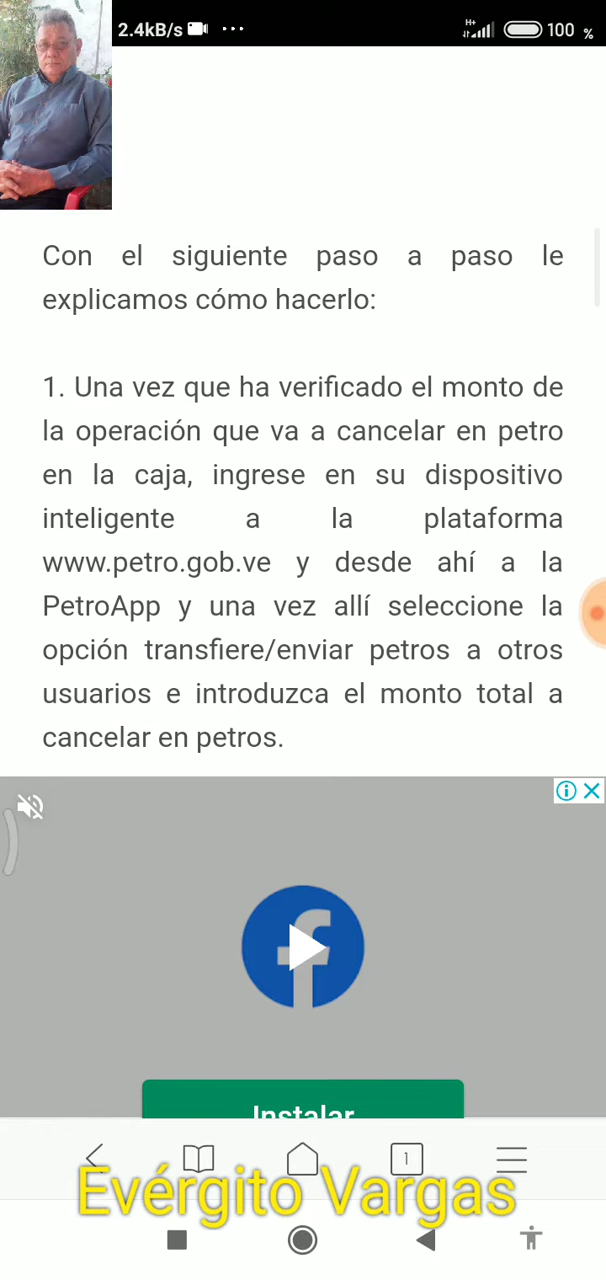 2.4kB/s ... H+ 100 %
Con el siguiente paso a paso le
explicamos cómo hacerlo:
1. Una vez que ha verificado el monto de
la operación que va a cancelar en petro
en la caja, ingrese en su dispositivo
inteligente a la plataforma
www.petro.gob.ve y desde ahí a la
PetroApp y una vez allí seleccione la
opción transfiere/enviar petros a otros
usuarios e introduzca el monto total a
cancelar en petros.
Instalar
1
Evérgito Vargas